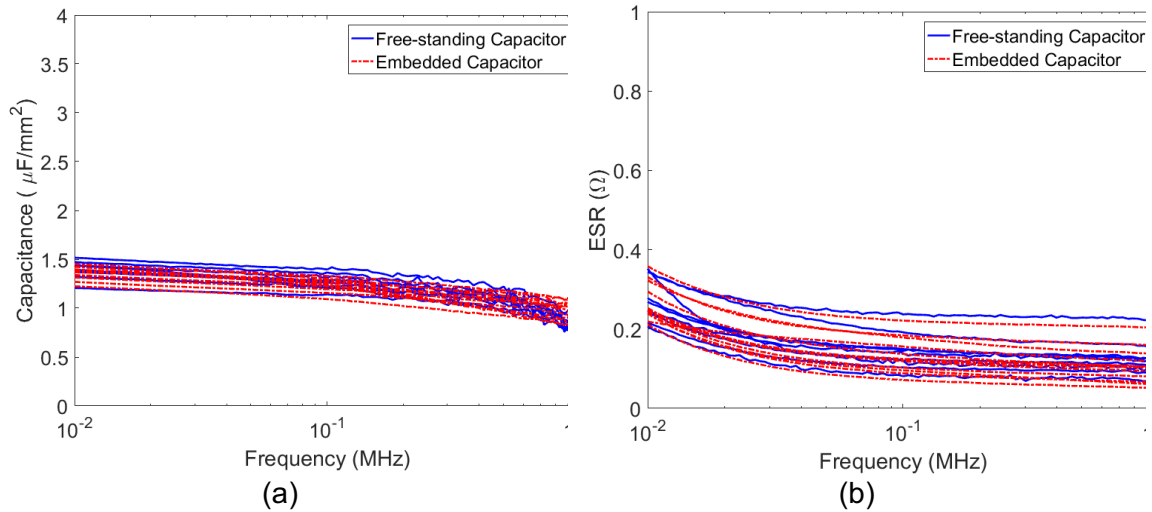 4
3.5
3
2.5
2
1.5
1
0.5
0
Capacitance ( μF/mm²)
Free-standing Capacitor
Embedded Capacitor
10⁻² 10⁻¹ 1
Frequency (MHz)
(a)
1
0.8
0.6
0.4
0.2
0
ESR (Ω)
Free-standing Capacitor
Embedded Capacitor
10⁻² 10⁻¹ 1
Frequency (MHz)
(b)